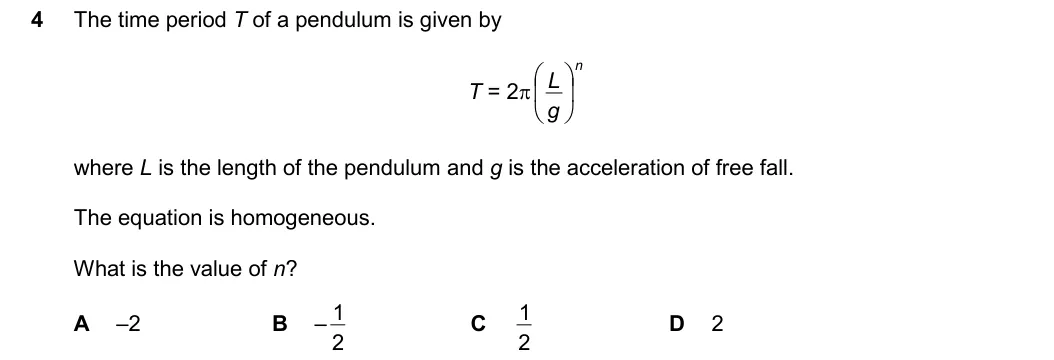 4 The time period T of a pendulum is given by
T = 2π(L/g)^n
where L is the length of the pendulum and g is the acceleration of free fall.
The equation is homogeneous.
What is the value of n?
A –2 B –1/2 C 1/2 D 2